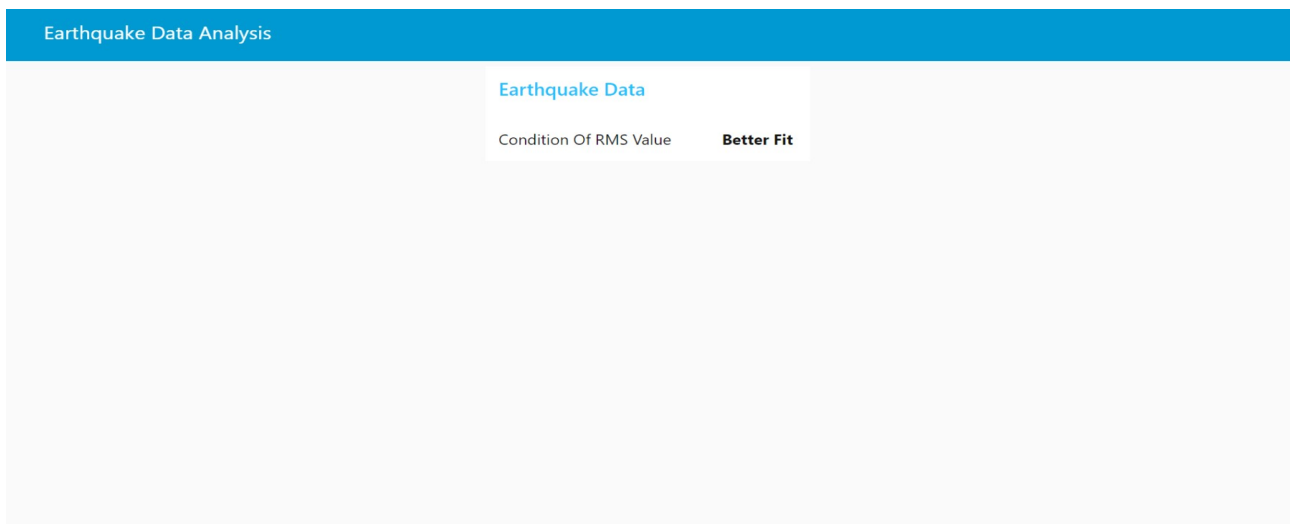 Earthquake Data Analysis
Earthquake Data
Condition Of RMS Value Better Fit